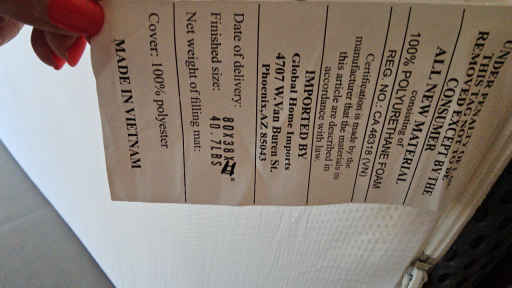 UNDER PENALTY OF
THIS TAG NOT TO BE
REMOVED EXCEPT BY
CONSUMER
ALL NEW MATERIAL
consisting of
100% POLYURETHANE FOAM
REG. NO.: CA 46318 (VN)
Certification is made by the
manufacturer that the materials in
this article are described in
accordance with law.
IMPORTED BY
Global Home Imports
4707 W.Van Buren St.
Phoenix,AZ 85043
Date of delivery:
Finished size: 80X38X
Net weight of filling mat: 40.7LBS
Cover: 100% polyester
MADE IN VIETNAM